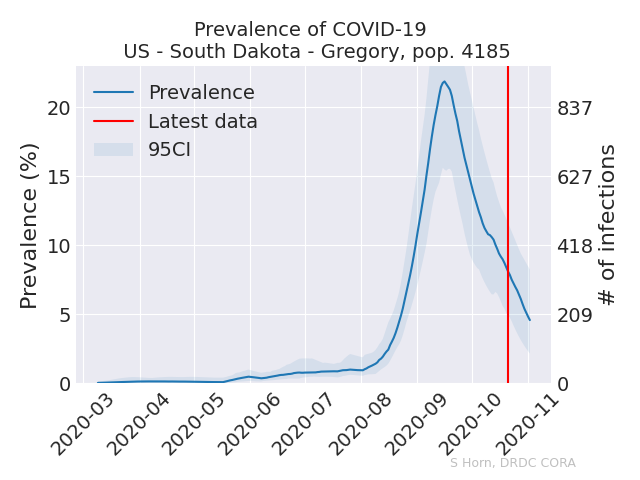 Prevalence of COVID-19
US - South Dakota - Gregory, pop. 4185
Prevalence
Latest data
95CI
Prevalence (%)
20
15
10
5
0
837
627
418
209
0
# of infections
2020-03
2020-04
2020-05
2020-06
2020-07
2020-08
2020-09
2020-10
2020-11
S Horn, DRDC CORA